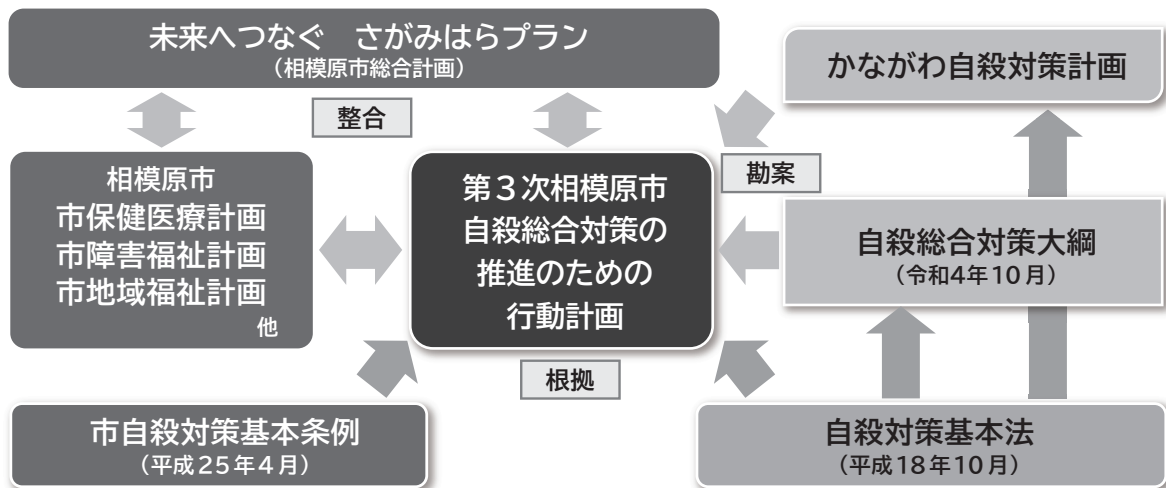 未来へつなぐ さがみはらプラン
（相模原市総合計画）
かながわ自殺対策計画
整合
勘案
相模原市
市保健医療計画
市障害福祉計画
市地域福祉計画
他
第3次相模原市
自殺総合対策の
推進のための
行動計画
自殺総合対策大綱
（令和4年10月）
根拠
市自殺対策基本条例
（平成25年4月）
自殺対策基本法
（平成18年10月）